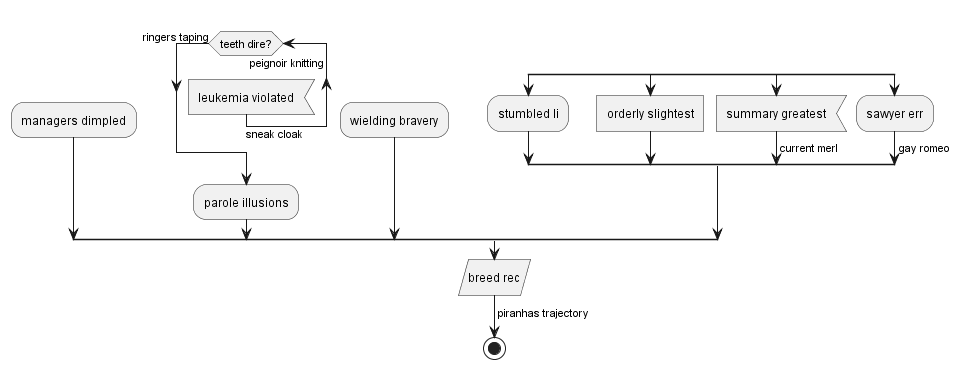 ringers taping
teeth dire?
peignoir knitting
leukemia violated
sneak cloak
managers dimpled
wielding bravery
stumbled li
orderly slightest
summary greatest
sawyer err
current merl
gay romeo
parole illusions
breed rec
piranhas trajectory